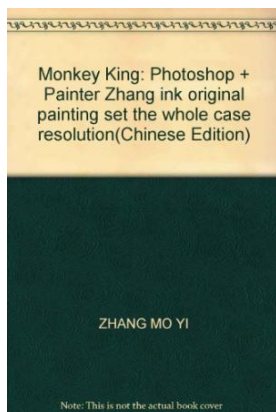 Monkey King: Photoshop +
Painter Zhang ink original
painting set the whole case
resolution(Chinese Edition)
ZHANG MO YI
Note: This is not the actual book cover